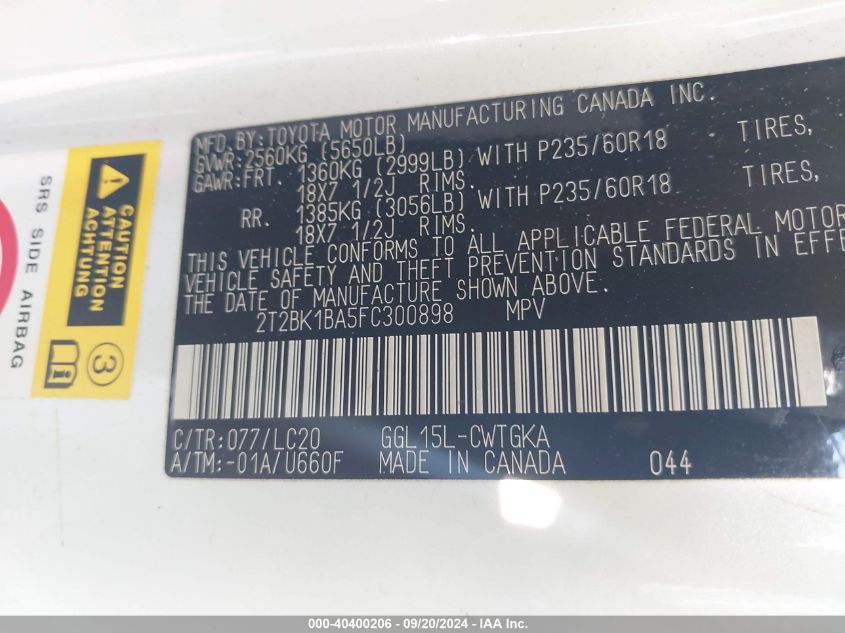 MFD. BY: TOYOTA MOTOR MANUFACTURING CANADA INC.
GVWR: 2560KG (5650LB)
GAWR: FRT. 1360KG (2999LB) WITH P235/60R18 TIRES,
18X7 1/2J RIMS.
RR. 1385KG (3056LB) WITH P235/60R18 TIRES,
18X7 1/2J RIMS.
THIS VEHICLE CONFORMS TO ALL APPLICABLE FEDERAL MOTOR
VEHICLE SAFETY AND THEFT PREVENTION STANDARDS IN EFFE
THE DATE OF MANUFACTURE SHOWN ABOVE.
2T2BK1BA5FC300898 MPV
C/TR: 077/LC20 GGL15L-CWTGKA
A/TM: -01A/U660F MADE IN CANADA 044
SRS SIDE AIRBAG
CAUTION
ATTENTION
ACHTUNG
3
000-40400206 - 09/20/2024 - IMPACT AUCTIONS